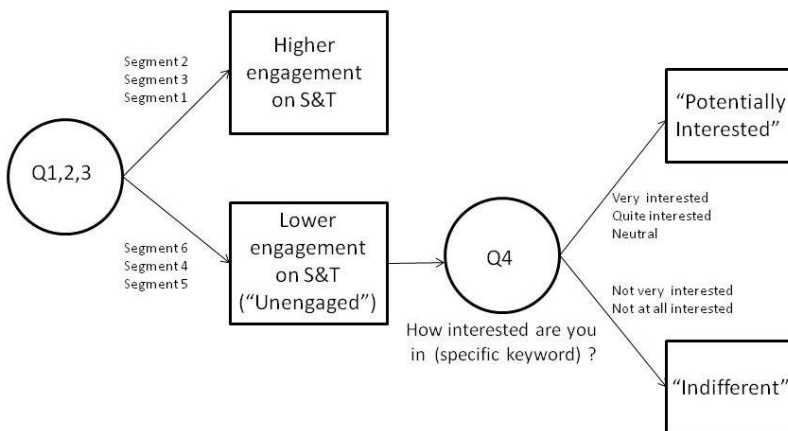 Segment 2
Segment 3
Segment 1
Higher
engagement
on S&T
Q1,2,3
Segment 6
Segment 4
Segment 5
Lower
engagement
on S&T
(“Unengaged”)
Q4
How interested are you
in (specific keyword) ?
“Potentially
Interested”
Very interested
Quite interested
Neutral
Not very interested
Not at all interested
“Indifferent”